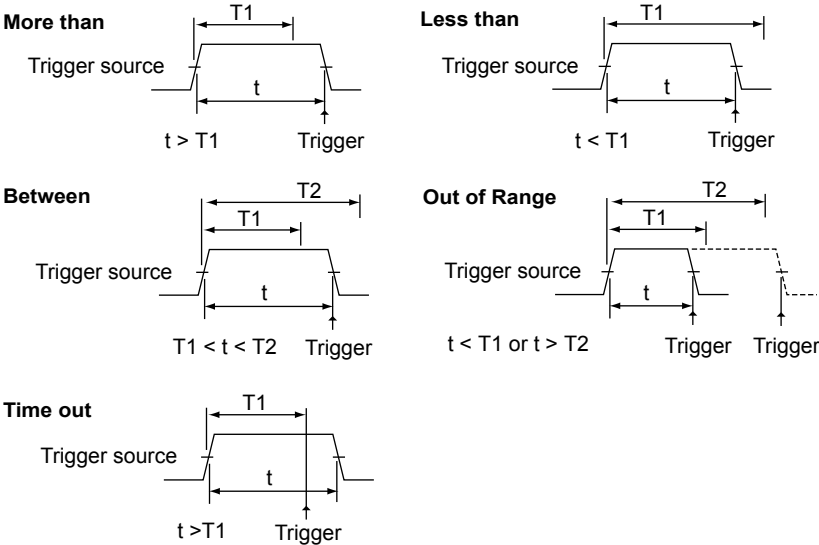 More than
T1
Trigger source
t
t > T1
Trigger
Less than
T1
Trigger source
t
t < T1
Trigger
Between
T2
T1
Trigger source
t
T1 < t < T2
Trigger
Out of Range
T2
T1
Trigger source
t
t < T1 or t > T2
Trigger
Trigger
Time out
T1
Trigger source
t
t >T1
Trigger